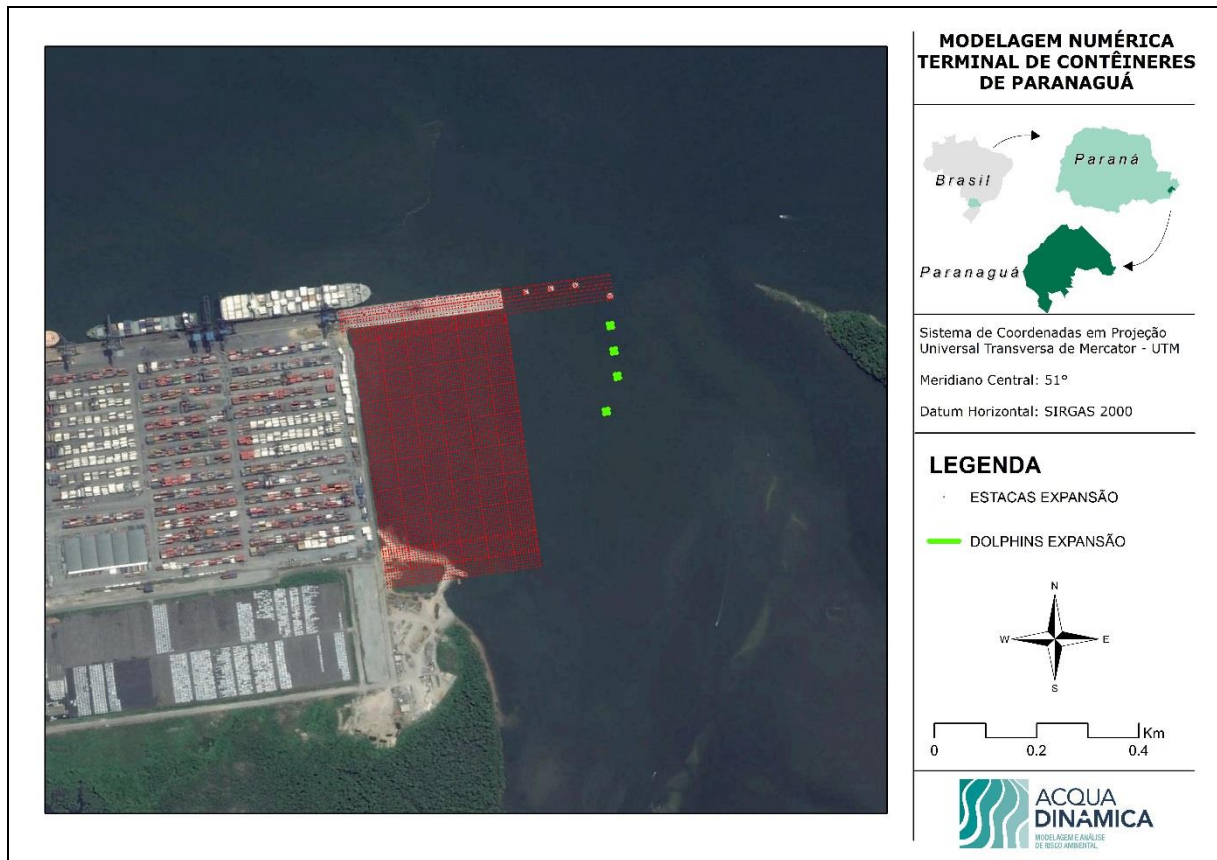 MODELAGEM NUMÉRICA
TERMINAL DE CONTÊINERES
DE PARANAGUÁ
Brasil
Paraná
Paranaguá
Sistema de Coordenadas em Projeção
Universal Transversa de Mercator - UTM
Meridiano Central: 51°
Datum Horizontal: SIRGAS 2000
LEGENDA
ESTACAS EXPANSÃO
DOLPHINS EXPANSÃO
N
W E
S
Km
0 0.2 0.4
ACQUA
DINAMICA
MODELAGEM E ANÁLISE
DE RISCO AMBIENTAL